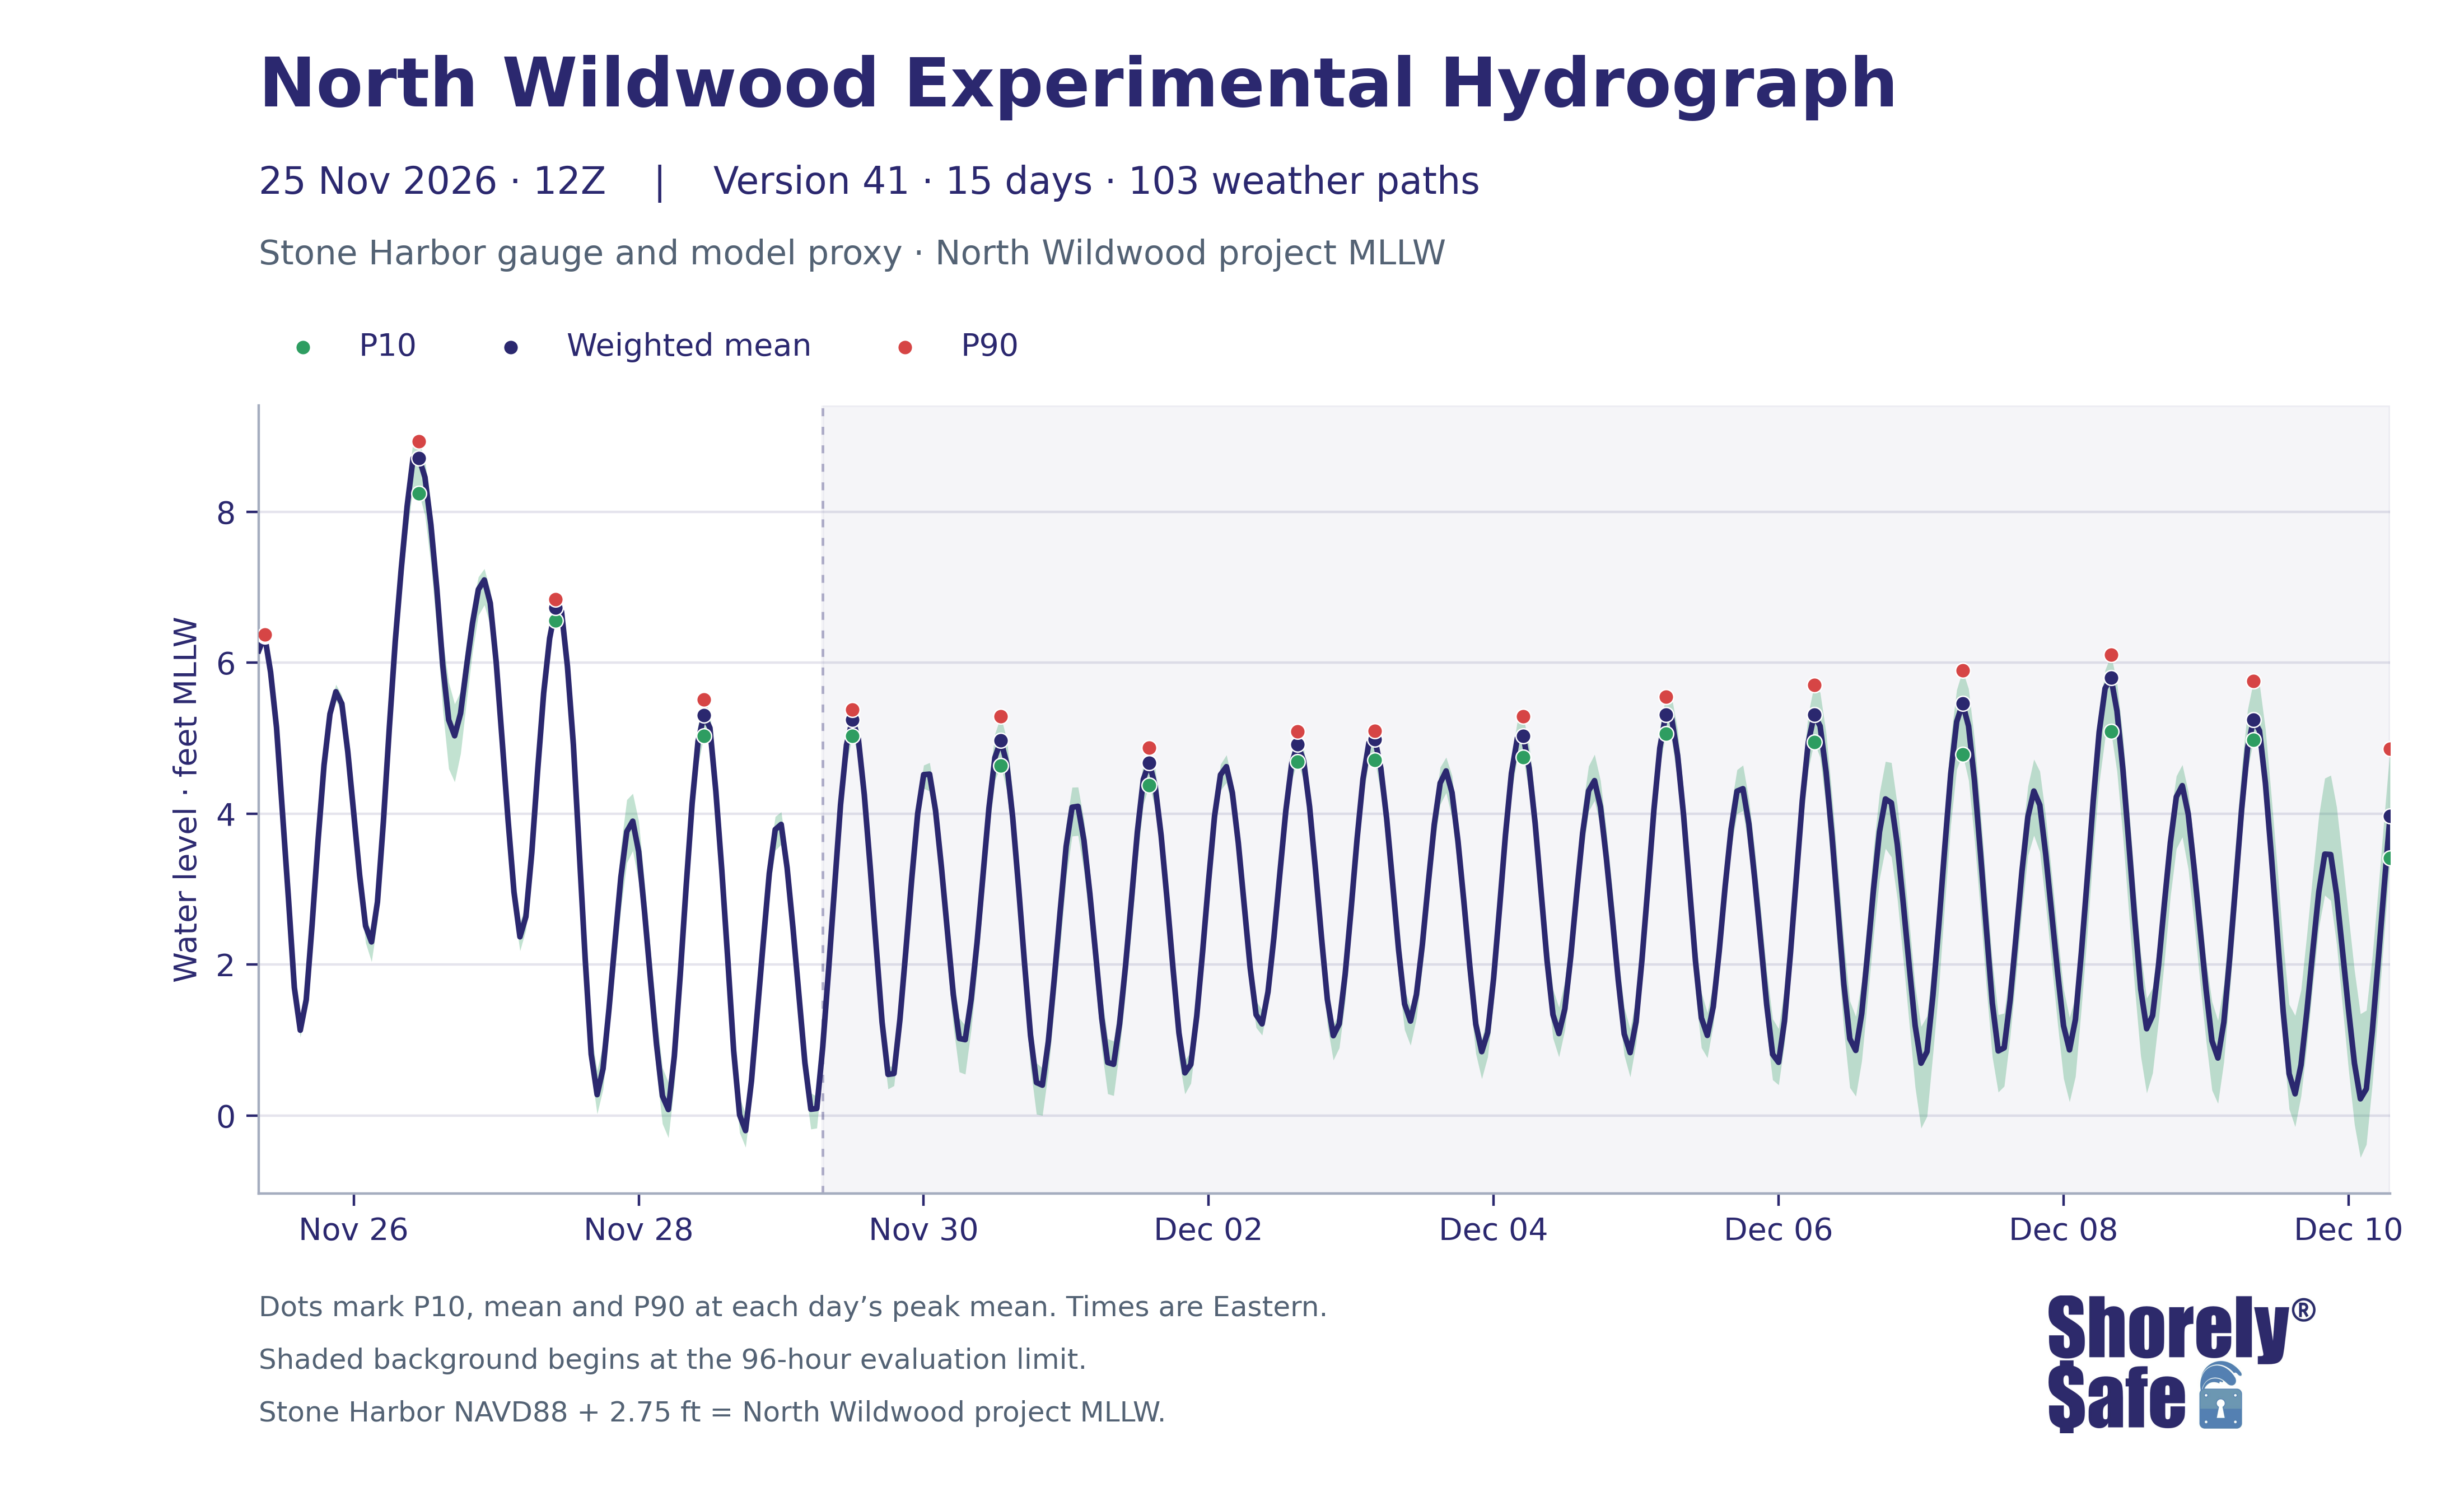 North Wildwood Experimental Hydrograph
25 Nov 2026 · 12Z | Version 41 · 15 days · 103 weather paths
Stone Harbor gauge and model proxy · North Wildwood project MLLW
P10 Weighted mean P90
Water level · feet MLLW
8
6
4
2
0
Nov 26 Nov 28 Nov 30 Dec 02 Dec 04 Dec 06 Dec 08 Dec 10
Dots mark P10, mean and P90 at each day’s peak mean. Times are Eastern.
Shaded background begins at the 96-hour evaluation limit.
Stone Harbor NAVD88 + 2.75 ft = North Wildwood project MLLW.
Shorely®
$afe